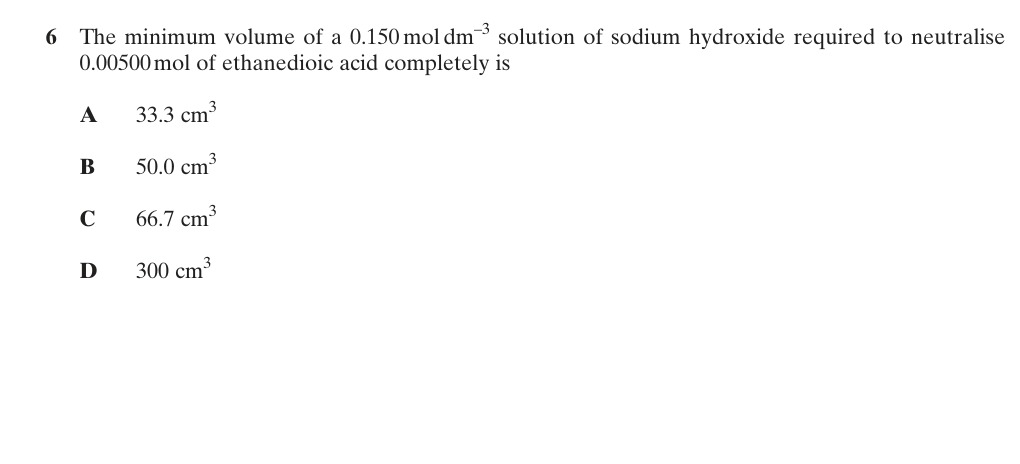 6 The minimum volume of a 0.150 mol dm⁻³ solution of sodium hydroxide required to neutralise
0.00500 mol of ethanedioic acid completely is
A 33.3 cm³
B 50.0 cm³
C 66.7 cm³
D 300 cm³